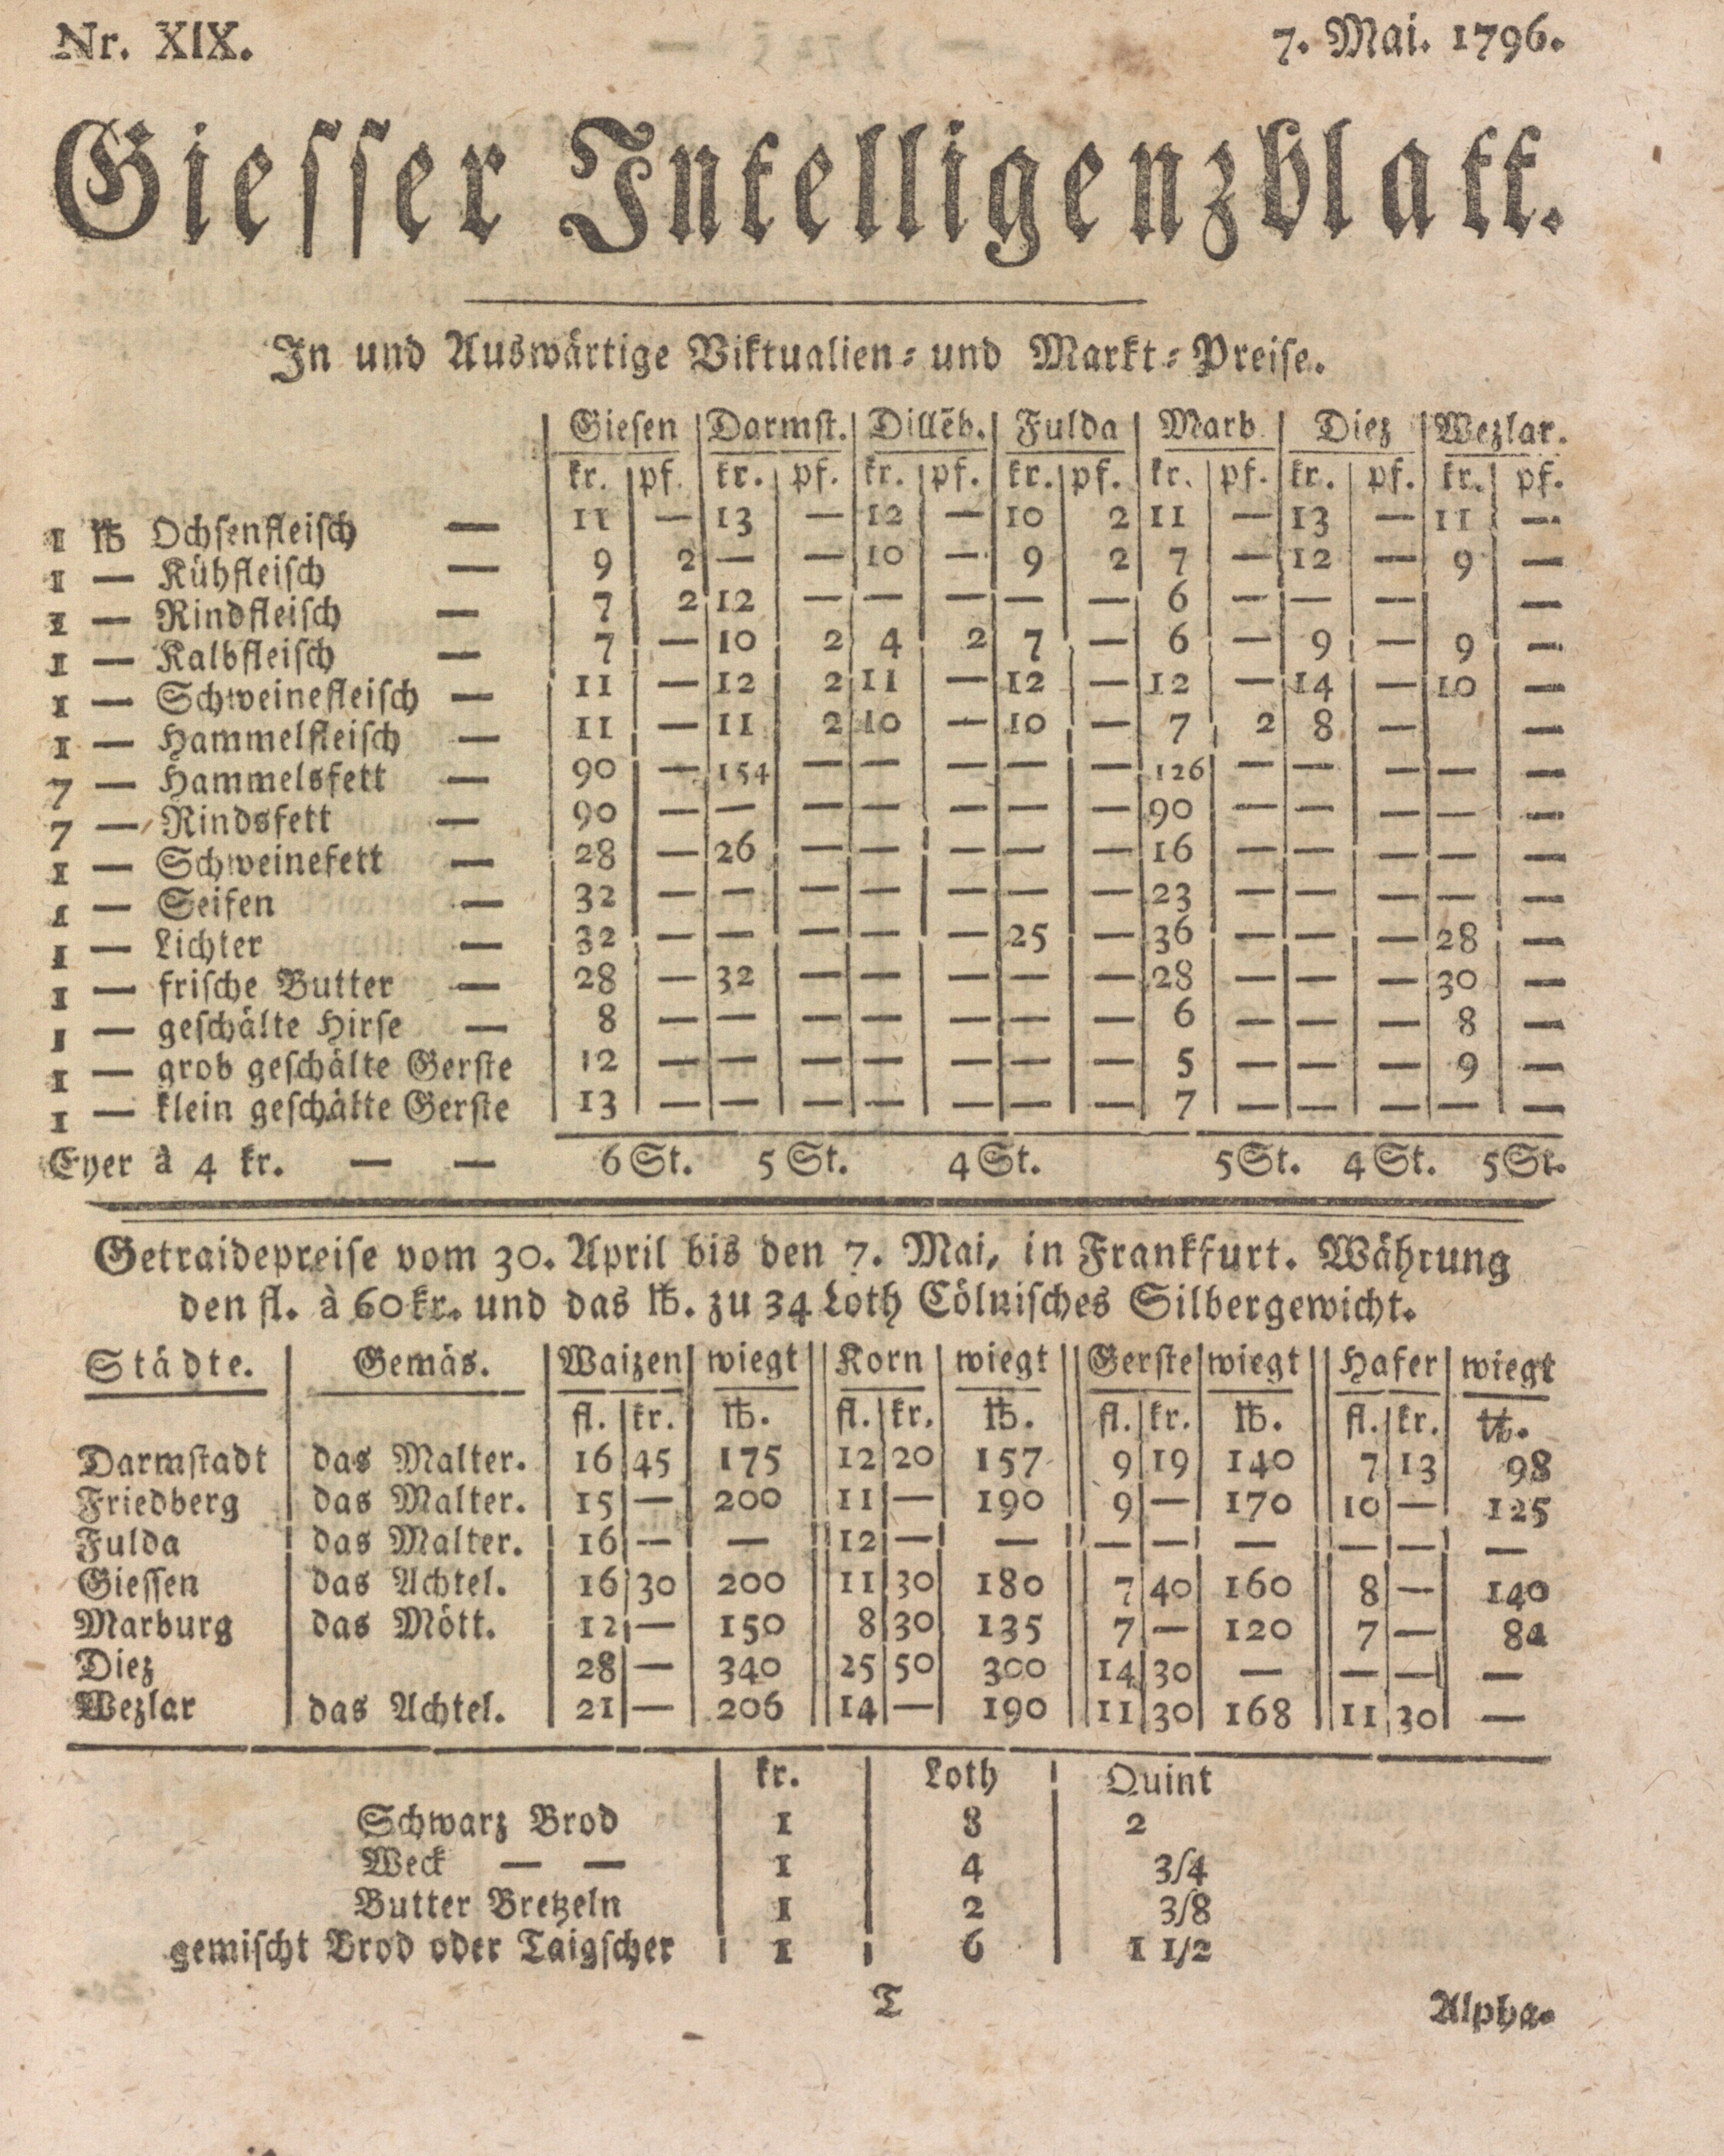 Nr. XIX. 7. Mai. 1796.
Giesser Intelligenzblatt.
In und Auswärtige Viktualien- und Markt-Preise.
Giesen Darmst. Dillēb. Fulda Marb. Diez Wezlar.
kr. pf. kr. pf. kr. pf. kr. pf. kr. pf. kr. pf. kr. pf.
1 ℔ Ochsenfleisch — 11 — 13 — 12 — 10 2 11 — 13 — 11 —
1 — Kühfleisch — 9 2 — — 10 — 9 2 7 — 12 — 9 —
1 — Rindfleisch — 7 2 12 — — — — — 6 — — — —
1 — Kalbfleisch — 7 — 10 2 4 2 7 — 6 — 9 — 9 —
1 — Schweinefleisch — 11 — 12 2 11 — 12 — 12 — 14 — 10 —
1 — Hammelfleisch — 11 — 11 2 10 — 10 — 7 2 8 — —
7 — Hammelsfett — 90 — 154 — — — — — 126 — — — — —
7 — Rindsfett — 90 — — — — — — — 90 — — — — —
1 — Schweinefett — 28 — 26 — — — — — 16 — — — — —
1 — Seifen — 32 — — — — — — — 23 — — — — —
1 — Lichter — 32 — — — — — 25 — 36 — — — 28 —
1 — frische Butter — 28 — 32 — — — — — 28 — — — 30 —
1 — geschälte Hirse — 8 — — — — — — — 6 — — — 8 —
1 — grob geschälte Gerste 12 — — — — — — — 5 — — — 9 —
1 — klein geschälte Gerste 13 — — — — — — — 7 — — — — —
Eyer à 4 kr. — — 6 St. 5 St. 4 St. 5 St. 4 St. 5 St.
Getraidepreise vom 30. April bis den 7. Mai, in Frankfurt. Währung
den fl. à 60 kr. und das ℔. zu 34 Loth Cölnisches Silbergewicht.
Städte. Gemäs. Waizen wiegt Korn wiegt Gerste wiegt Hafer wiegt
fl. kr. ℔. fl. kr. ℔. fl. kr. ℔. fl. kr. ℔.
Darmstadt das Malter. 16 45 175 12 20 157 9 19 140 7 13 98
Friedberg das Malter. 15 — 200 11 — 190 9 — 170 10 — 125
Fulda das Malter. 16 — — 12 — — — — — — — —
Giessen das Achtel. 16 30 200 11 30 180 7 40 160 8 — 140
Marburg das Mött. 12 — 150 8 30 135 7 — 120 7 — 84
Diez 28 — 340 25 50 300 14 30 — — — —
Wezlar das Achtel. 21 — 206 14 — 190 11 30 168 11 30 —
kr. Loth Quint
Schwarz Brod 1 8 2
Weck — — 1 4 3/4
Butter Bretzeln 1 2 3/8
gemischt Brod oder Taigscher 1 6 1 1/2
T Alpha-